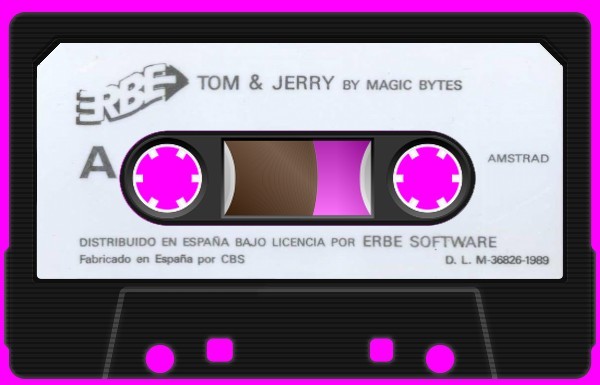 ERBE TOM & JERRY BY MAGIC BYTES
A
AMSTRAD
DISTRIBUIDO EN ESPAÑA BAJO LICENCIA POR ERBE SOFTWARE
Fabricado en España por CBS D. L. M-36826-1989